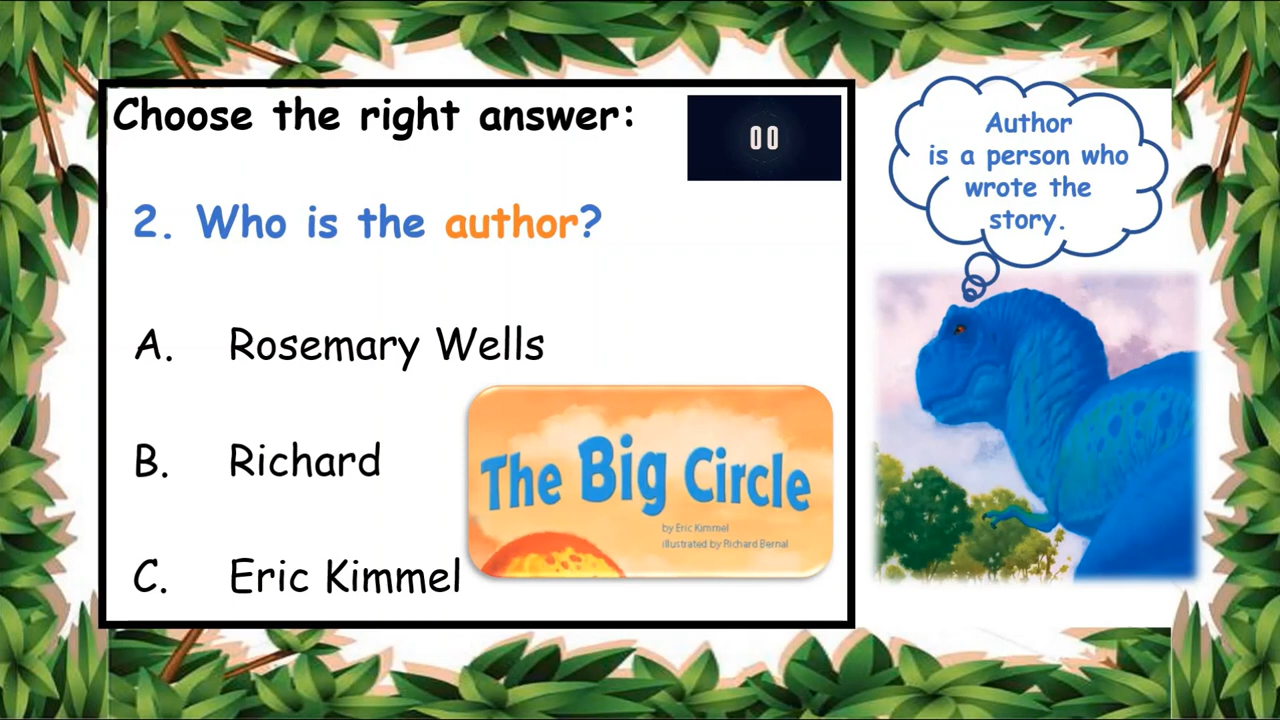 Choose the right answer:
00
2. Who is the author?
A. Rosemary Wells
B. Richard
C. Eric Kimmel
The Big Circle
by Eric Kimmel
illustrated by Richard Bernal
Author
is a person who
wrote the
story.